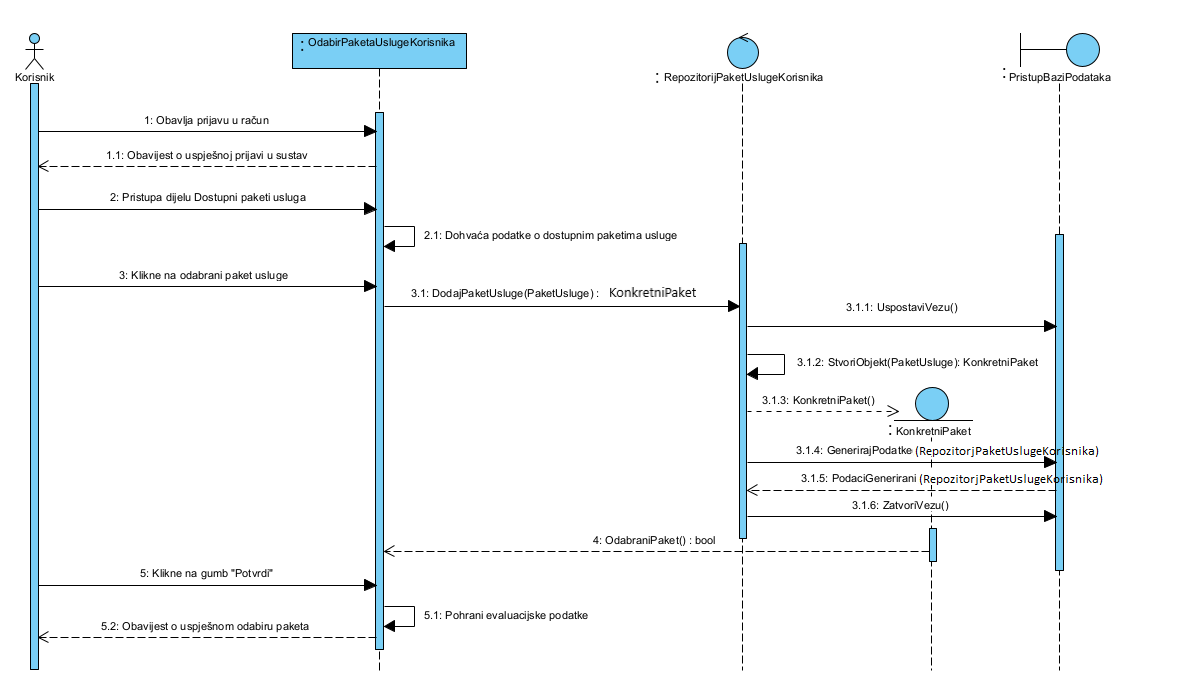 Korisnik
: OdabirPaketaUslugeKorisnika
: RepozitorijPaketUslugeKorisnika
: PristupBaziPodataka
1: Obavlja prijavu u račun
1.1: Obavijest o uspješnoj prijavi u sustav
2: Pristupa dijelu Dostupni paketi usluga
2.1: Dohvaća podatke o dostupnim paketima usluge
3: Klikne na odabrani paket usluge
3.1: DodajPaketUsluge(PaketUsluge) : KonkretniPaket
3.1.1: UspostaviVezu()
3.1.2: StvoriObjekt(PaketUsluge): KonkretniPaket
3.1.3: KonkretniPaket()
: KonkretniPaket
3.1.4: GenerirajPodatke (RepozitorjPaketUslugeKorisnika)
3.1.5: PodaciGenerirani (RepozitorjPaketUslugeKorisnika)
3.1.6: ZatvoriVezu()
4: OdabraniPaket() : bool
5: Klikne na gumb "Potvrdi"
5.1: Pohrani evaluacijske podatke
5.2: Obavijest o uspješnom odabiru paketa